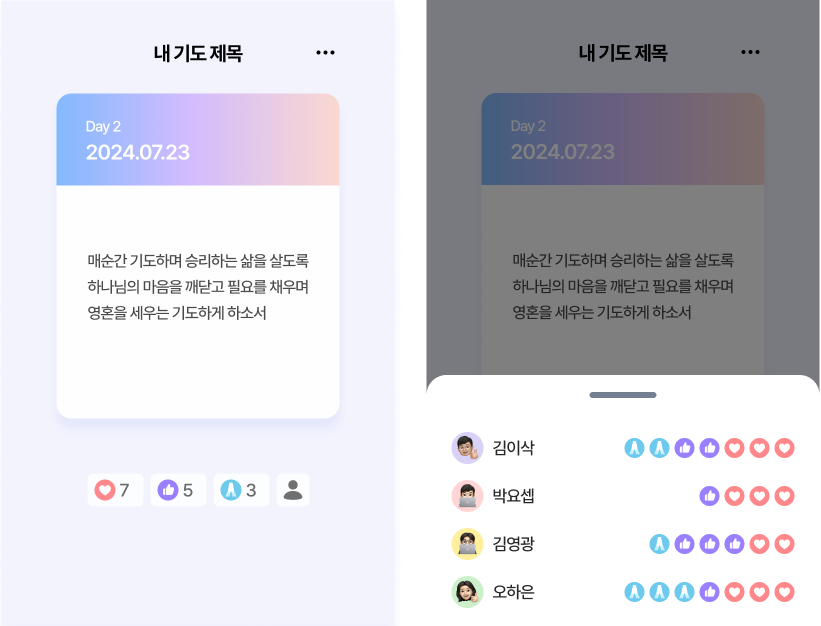 내 기도 제목
Day 2
2024.07.23
매순간 기도하며 승리하는 삶을 살도록
하나님의 마음을 깨닫고 필요를 채우며
영혼을 세우는 기도하게 하소서
7
5
3
내 기도 제목
Day 2
2024.07.23
매순간 기도하며 승리하는 삶을 살도록
하나님의 마음을 깨닫고 필요를 채우며
영혼을 세우는 기도하게 하소서
김이삭
박요셉
김영광
오하은